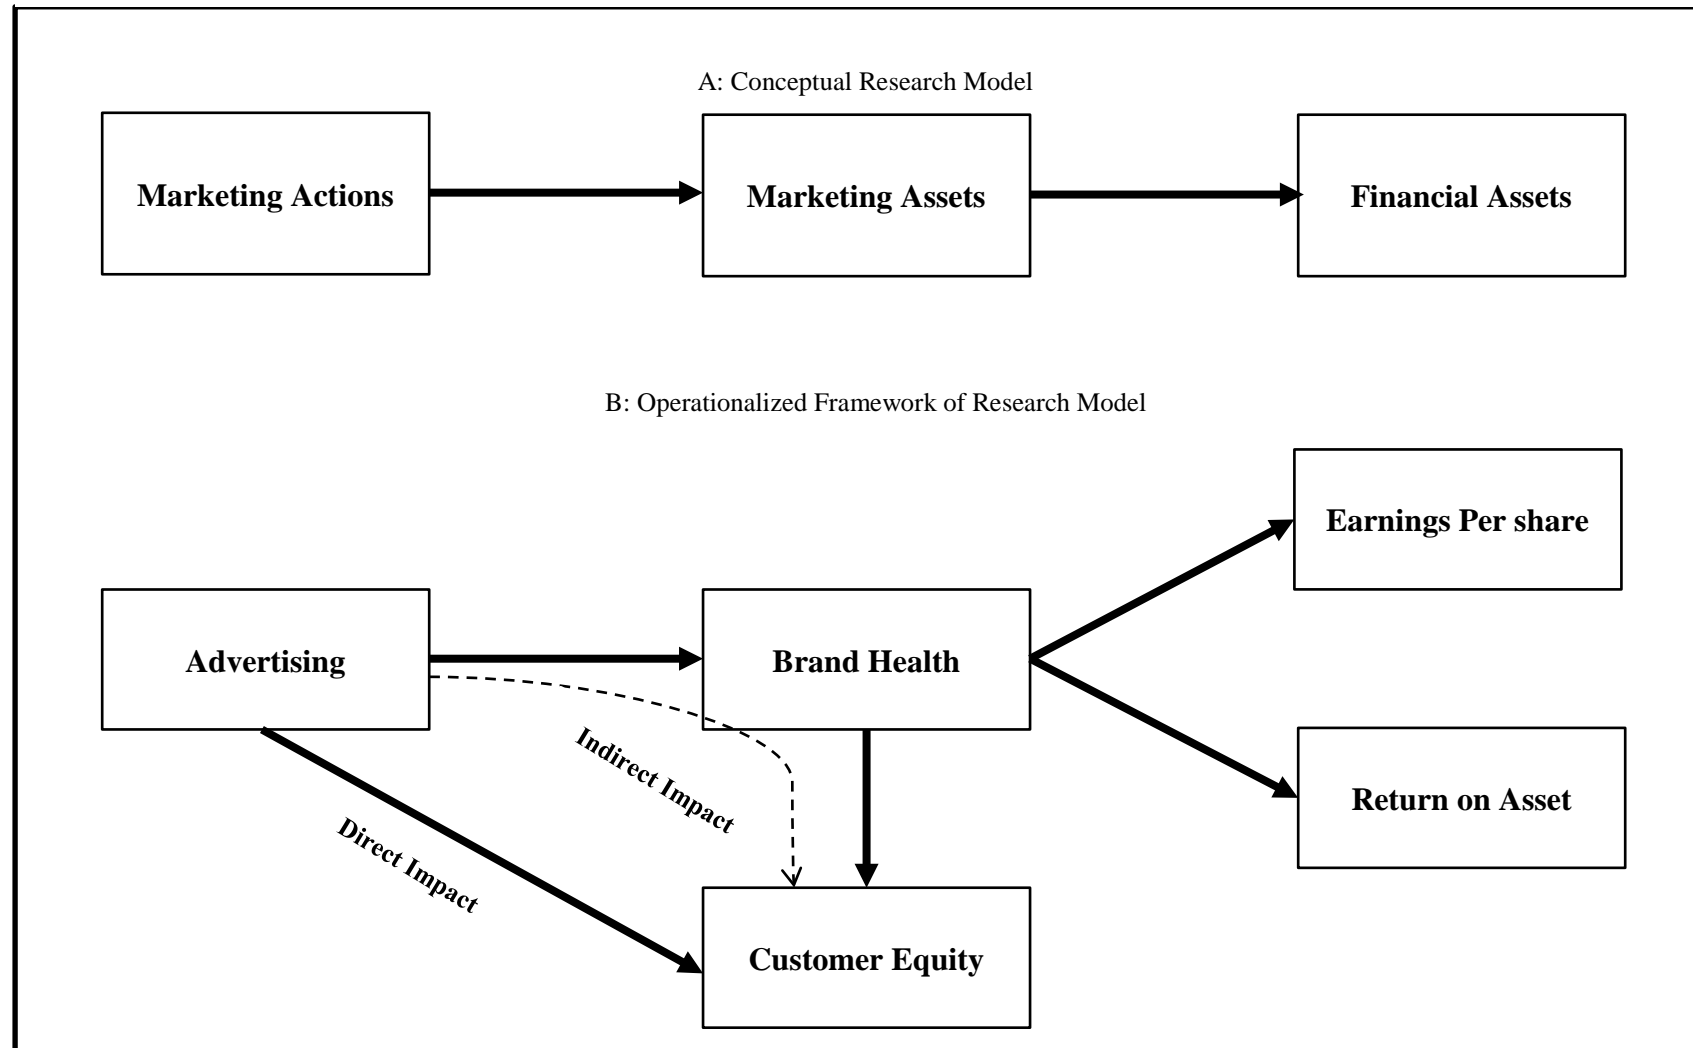 A: Conceptual Research Model
Marketing Actions
Marketing Assets
Financial Assets
B: Operationalized Framework of Research Model
Earnings Per share
Advertising
Brand Health
Indirect Impact
Direct Impact
Return on Asset
Customer Equity